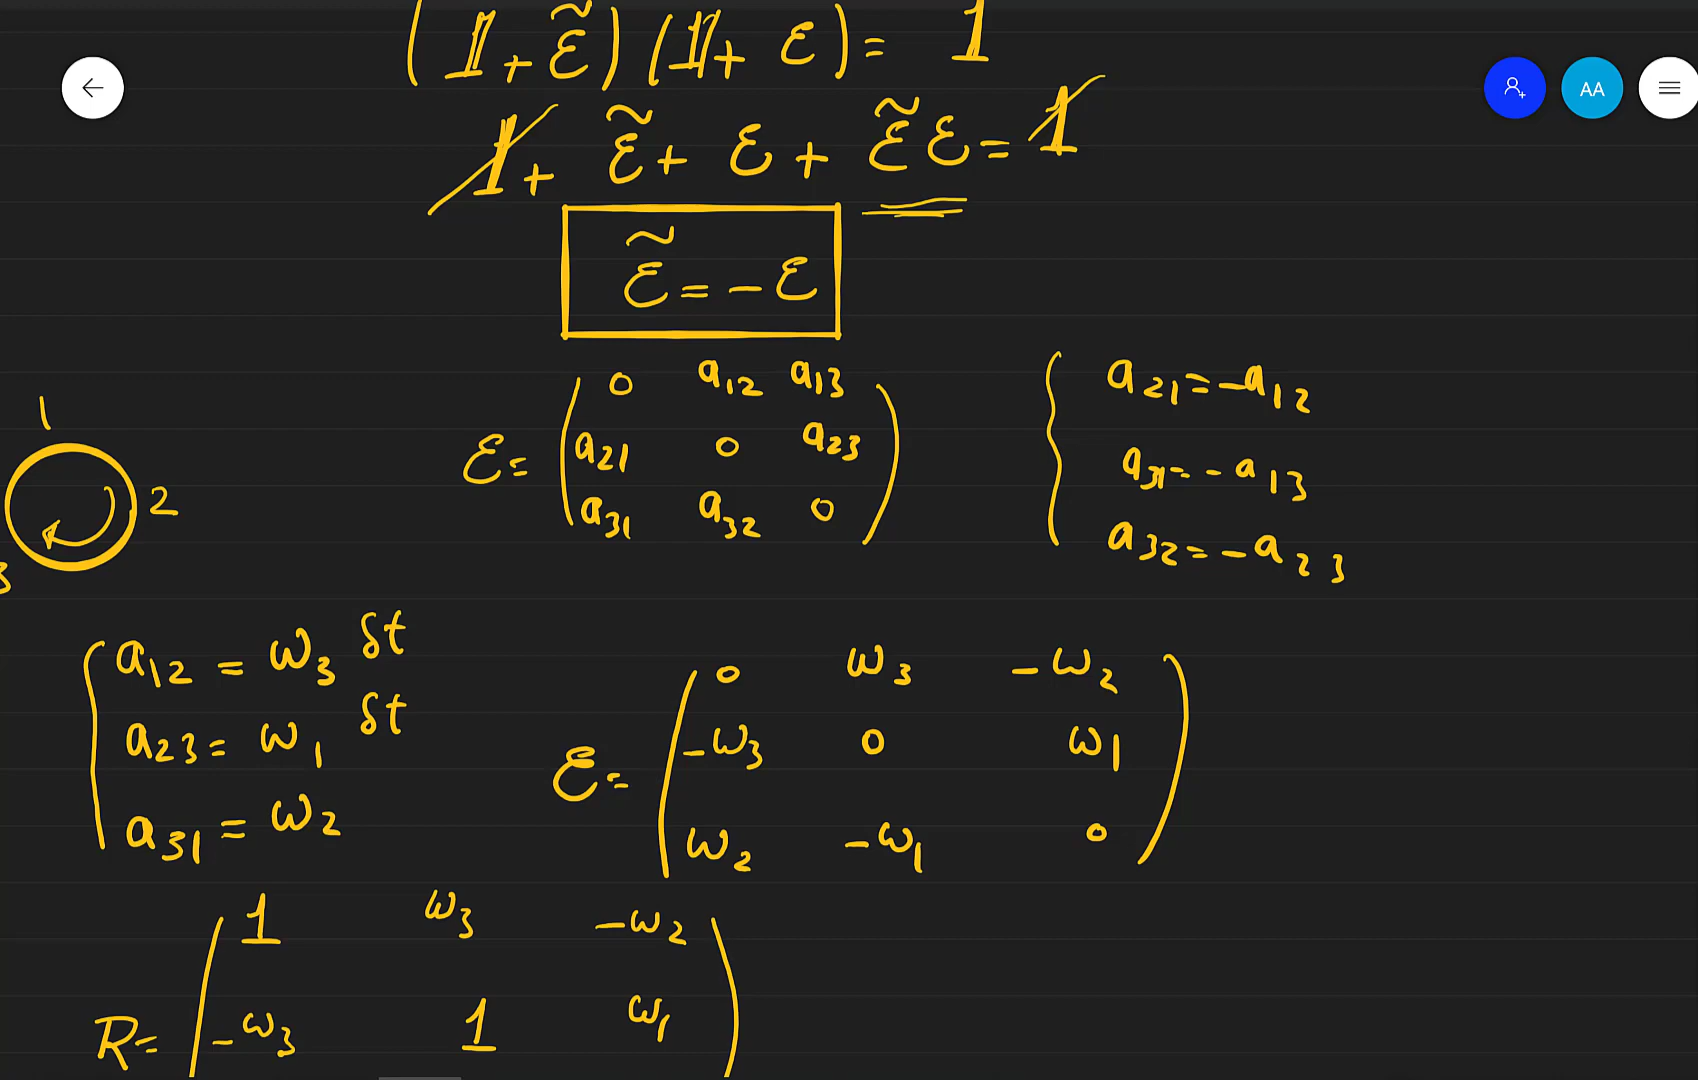 (𝟙 + ε̃) (𝟙 + ε) = 1
1 + ε̃ + ε + ε̃ ε = 1
ε̃ = - ε
ε = ( 0 a12 a13
a21 0 a23
a31 a32 0 )
{ a21 = -a12
a31 = -a13
a32 = -a23
1
2
3
{ a12 = ω3 δt
a23 = ω1 δt
a31 = ω2
ε = ( 0 ω3 -ω2
-ω3 0 ω1
ω2 -ω1 0 )
R = ( 1 ω3 -ω2
-ω3 1 ω1
AA